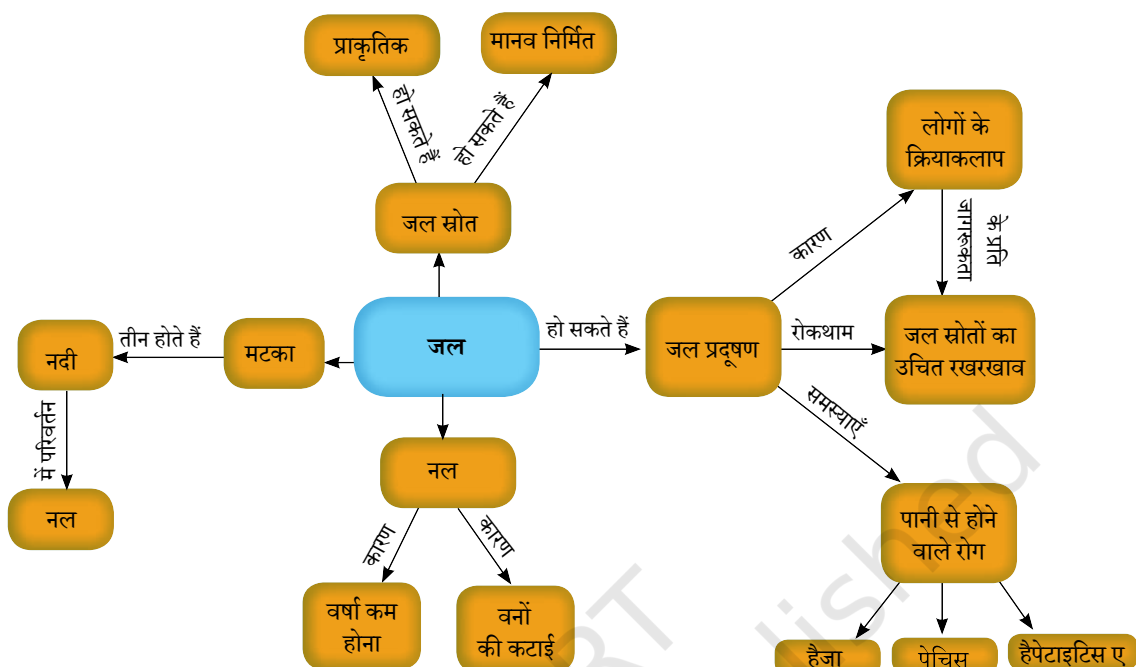 प्राकृतिक
मानव निर्मित
हो सकते हैं
हो सकते हैं
जल स्रोत
लोगों के
क्रियाकलाप
कारण
के प्रति
जागरूकता
जल
हो सकते हैं
जल प्रदूषण
रोकथाम
जल स्रोतों का
उचित रखरखाव
मटका
तीन होते हैं
नदी
में परिवर्तन
नल
नल
कारण
कारण
वर्षा कम
होना
वनों
की कटाई
समस्याएँ
पानी से होने
वाले रोग
हैजा
पेचिस
हैपेटाइटिस ए